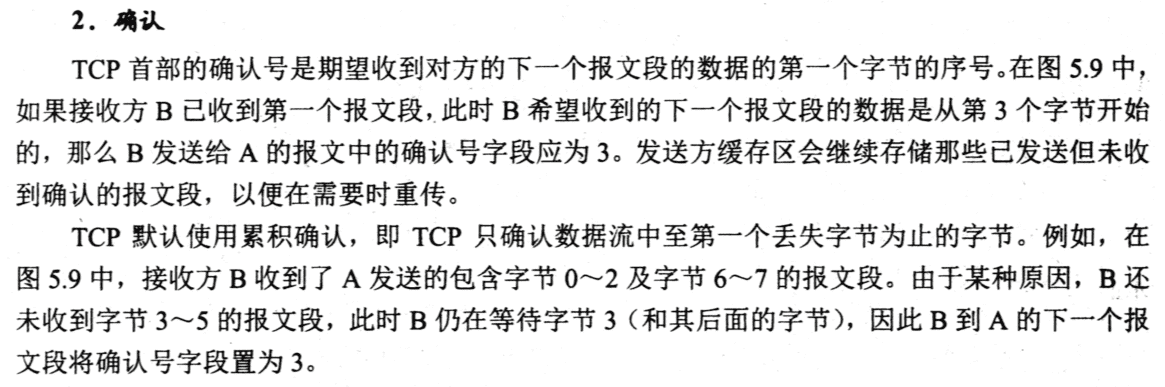 2．确认
TCP 首部的确认号是期望收到对方的下一个报文段的数据的第一个字节的序号。在图 5.9 中，
如果接收方 B 已收到第一个报文段，此时 B 希望收到的下一个报文段的数据是从第 3 个字节开始
的，那么 B 发送给 A 的报文中的确认号字段应为 3。发送方缓存区会继续存储那些已发送但未收
到确认的报文段，以便在需要时重传。
TCP 默认使用累积确认，即 TCP 只确认数据流中至第一个丢失字节为止的字节。例如，在
图 5.9 中，接收方 B 收到了 A 发送的包含字节 0～2 及字节 6～7 的报文段。由于某种原因，B 还
未收到字节 3～5 的报文段，此时 B 仍在等待字节 3（和其后面的字节），因此 B 到 A 的下一个报
文段将确认号字段置为 3。